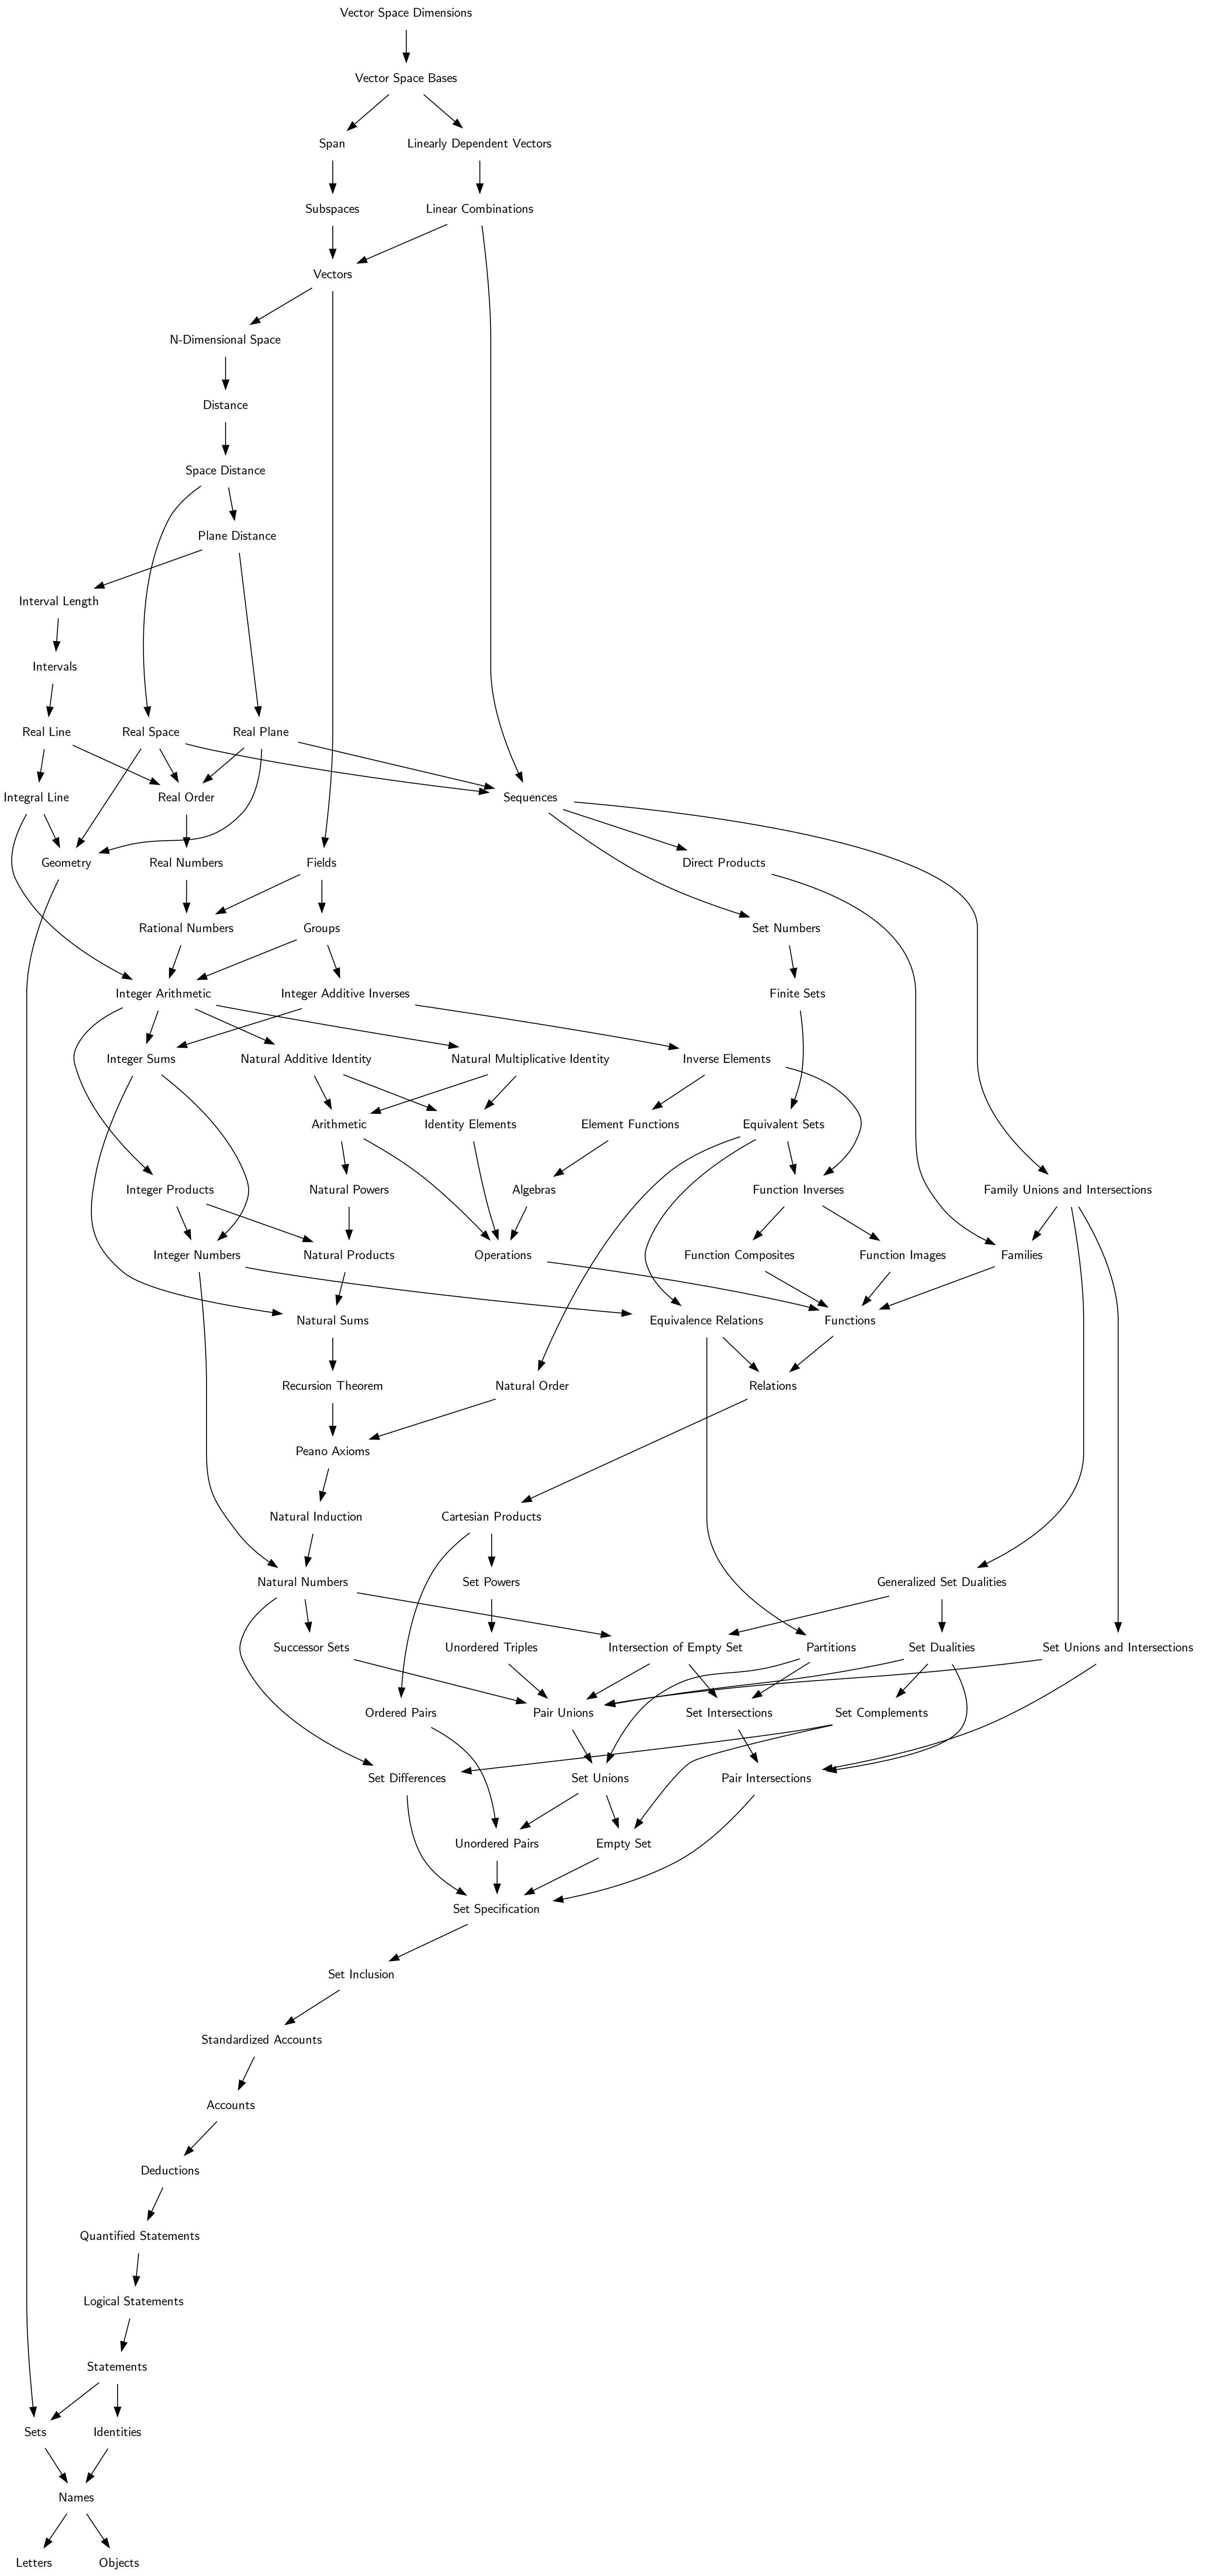 Vector Space Dimensions
Vector Space Bases
Span
Linearly Dependent Vectors
Subspaces
Linear Combinations
Vectors
N-Dimensional Space
Distance
Space Distance
Plane Distance
Interval Length
Intervals
Real Line
Real Space
Real Plane
Integral Line
Real Order
Sequences
Geometry
Real Numbers
Fields
Direct Products
Rational Numbers
Groups
Set Numbers
Integer Arithmetic
Integer Additive Inverses
Finite Sets
Integer Sums
Natural Additive Identity
Natural Multiplicative Identity
Inverse Elements
Arithmetic
Identity Elements
Element Functions
Equivalent Sets
Integer Products
Natural Powers
Algebras
Function Inverses
Family Unions and Intersections
Integer Numbers
Natural Products
Operations
Function Composites
Function Images
Families
Natural Sums
Equivalence Relations
Functions
Recursion Theorem
Natural Order
Relations
Peano Axioms
Natural Induction
Cartesian Products
Natural Numbers
Set Powers
Generalized Set Dualities
Successor Sets
Unordered Triples
Intersection of Empty Set
Partitions
Set Dualities
Set Unions and Intersections
Ordered Pairs
Pair Unions
Set Intersections
Set Complements
Set Differences
Set Unions
Pair Intersections
Unordered Pairs
Empty Set
Set Specification
Set Inclusion
Standardized Accounts
Accounts
Deductions
Quantified Statements
Logical Statements
Statements
Sets
Identities
Names
Letters
Objects